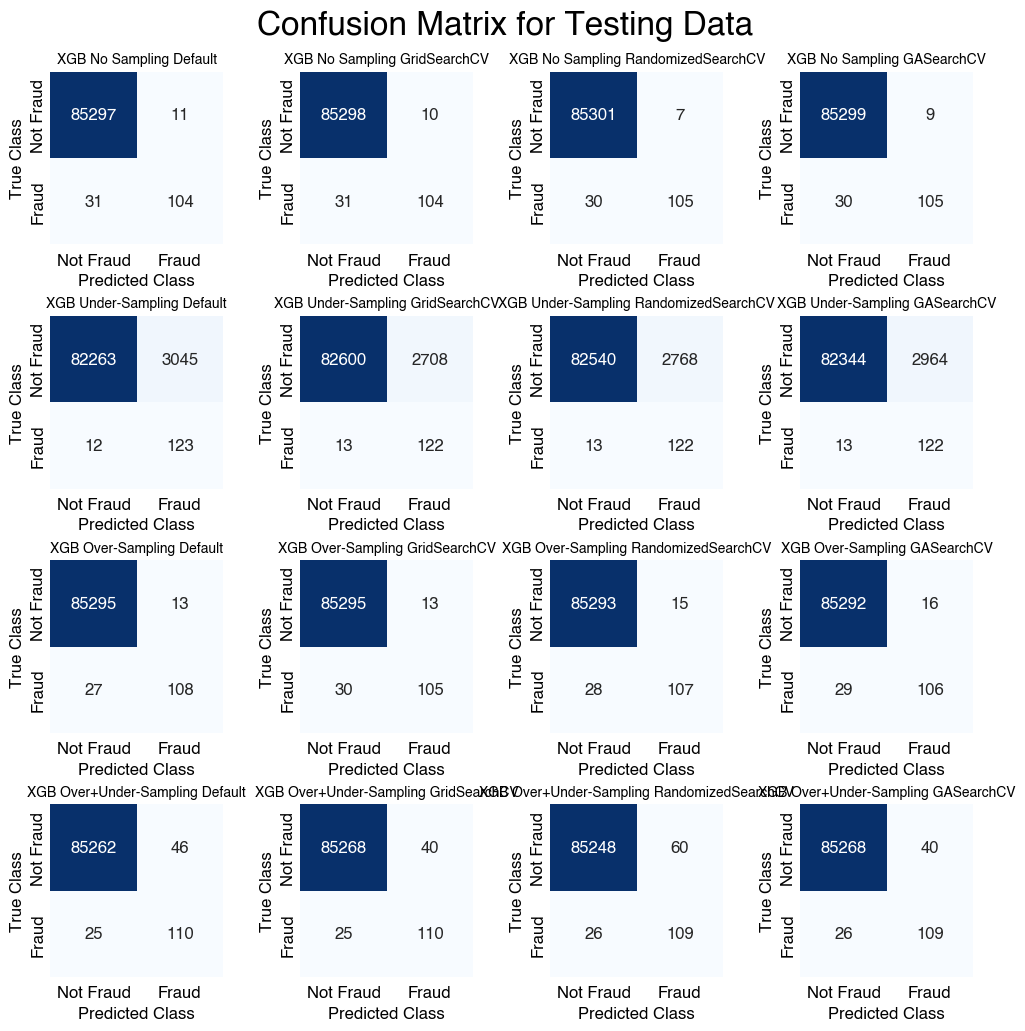 Confusion Matrix for Testing Data
XGB No Sampling Default
True Class
Not Fraud
Fraud
85297 11
31 104
Not Fraud Fraud
Predicted Class
XGB No Sampling GridSearchCV
True Class
Not Fraud
Fraud
85298 10
31 104
Not Fraud Fraud
Predicted Class
XGB No Sampling RandomizedSearchCV
True Class
Not Fraud
Fraud
85301 7
30 105
Not Fraud Fraud
Predicted Class
XGB No Sampling GASearchCV
True Class
Not Fraud
Fraud
85299 9
30 105
Not Fraud Fraud
Predicted Class
XGB Under-Sampling Default
True Class
Not Fraud
Fraud
82263 3045
12 123
Not Fraud Fraud
Predicted Class
XGB Under-Sampling GridSearchCV
True Class
Not Fraud
Fraud
82600 2708
13 122
Not Fraud Fraud
Predicted Class
XGB Under-Sampling RandomizedSearchCV
True Class
Not Fraud
Fraud
82540 2768
13 122
Not Fraud Fraud
Predicted Class
XGB Under-Sampling GASearchCV
True Class
Not Fraud
Fraud
82344 2964
13 122
Not Fraud Fraud
Predicted Class
XGB Over-Sampling Default
True Class
Not Fraud
Fraud
85295 13
27 108
Not Fraud Fraud
Predicted Class
XGB Over-Sampling GridSearchCV
True Class
Not Fraud
Fraud
85295 13
30 105
Not Fraud Fraud
Predicted Class
XGB Over-Sampling RandomizedSearchCV
True Class
Not Fraud
Fraud
85293 15
28 107
Not Fraud Fraud
Predicted Class
XGB Over-Sampling GASearchCV
True Class
Not Fraud
Fraud
85292 16
29 106
Not Fraud Fraud
Predicted Class
XGB Over+Under-Sampling Default
True Class
Not Fraud
Fraud
85262 46
25 110
Not Fraud Fraud
Predicted Class
XGB Over+Under-Sampling GridSearchCV
True Class
Not Fraud
Fraud
85268 40
25 110
Not Fraud Fraud
Predicted Class
XGB Over+Under-Sampling RandomizedSearchCV
True Class
Not Fraud
Fraud
85248 60
26 109
Not Fraud Fraud
Predicted Class
XGB Over+Under-Sampling GASearchCV
True Class
Not Fraud
Fraud
85268 40
26 109
Not Fraud Fraud
Predicted Class